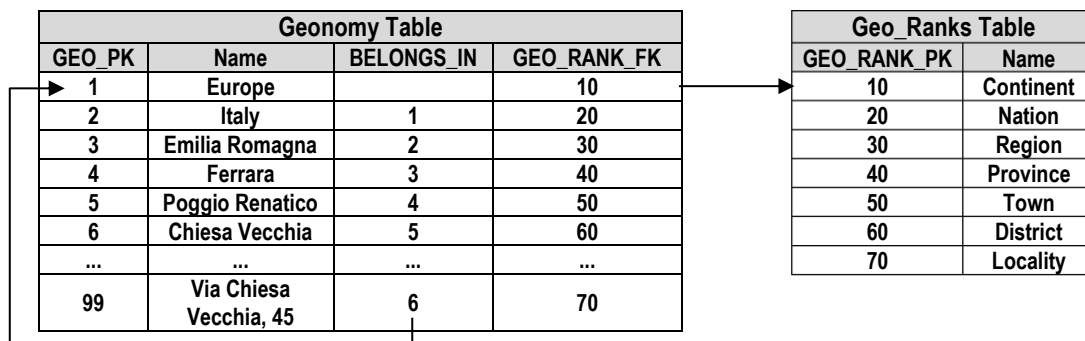 Geonomy Table
GEO_PK Name BELONGS_IN GEO_RANK_FK
1 Europe 10
2 Italy 1 20
3 Emilia Romagna 2 30
4 Ferrara 3 40
5 Poggio Renatico 4 50
6 Chiesa Vecchia 5 60
... ... ... ...
99 Via Chiesa Vecchia, 45 6 70
Geo_Ranks Table
GEO_RANK_PK Name
10 Continent
20 Nation
30 Region
40 Province
50 Town
60 District
70 Locality